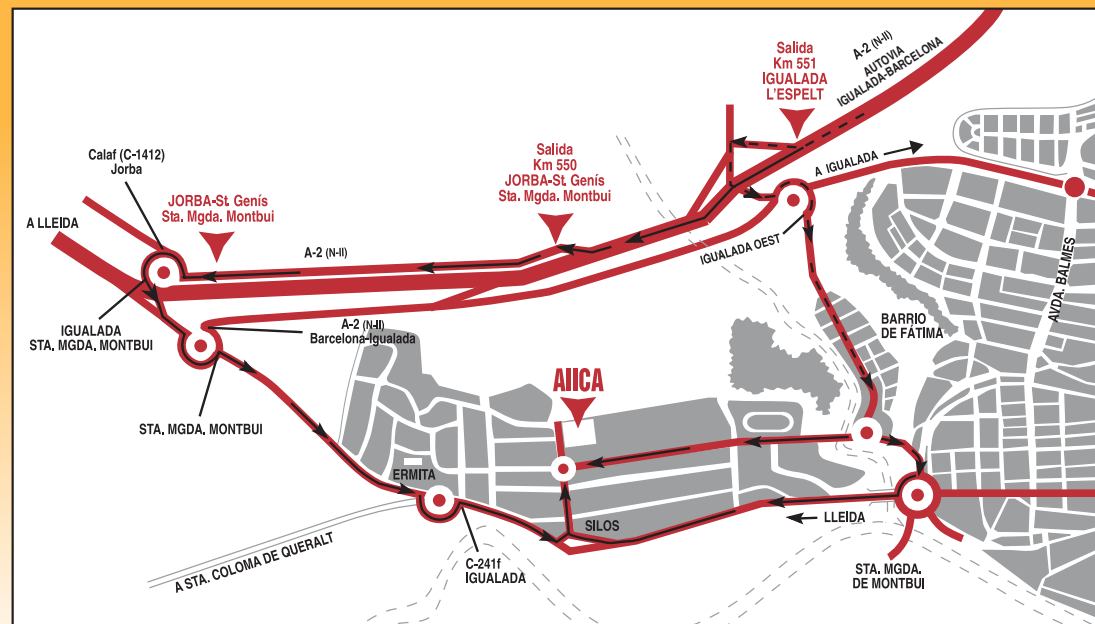 Salida
Km 551
IGUALADA
L'ESPELT
A-2 (N-II)
AUTOVIA
IGUALADA-BARCELONA
Calaf (C-1412)
Jorba
Salida
Km 550
JORBA-St. Genís
Sta. Mgda. Montbui
A IGUALADA
JORBA-St. Genís
Sta. Mgda. Montbui
A LLEIDA
A-2 (N-II)
IGUALADA OEST
AVDA. BALMES
IGUALADA
STA. MGDA. MONTBUI
A-2 (N-II)
Barcelona-Igualada
BARRIO
DE FÁTIMA
AIICA
STA. MGDA. MONTBUI
ERMITA
SILOS
LLEIDA
A STA. COLOMA DE QUERALT
C-241f
IGUALADA
STA. MGDA.
DE MONTBUI